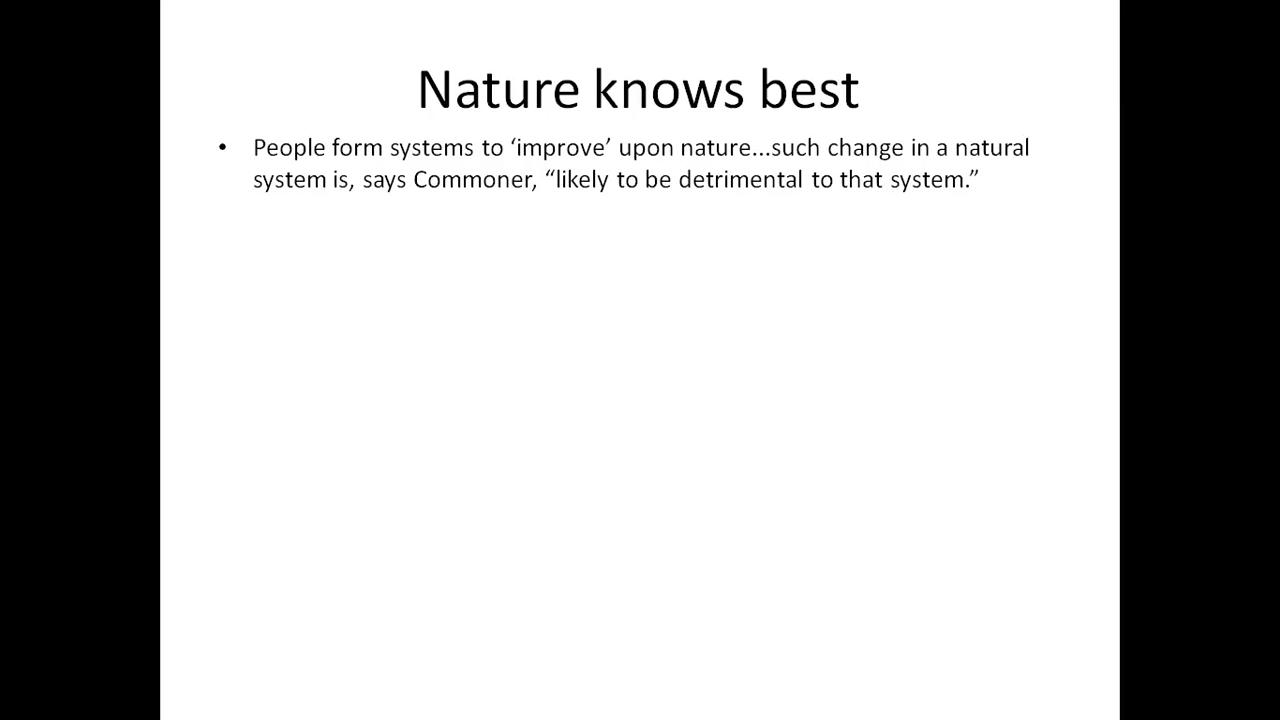 Nature knows best
• People form systems to ‘improve’ upon nature...such change in a natural
system is, says Commoner, “likely to be detrimental to that system.”